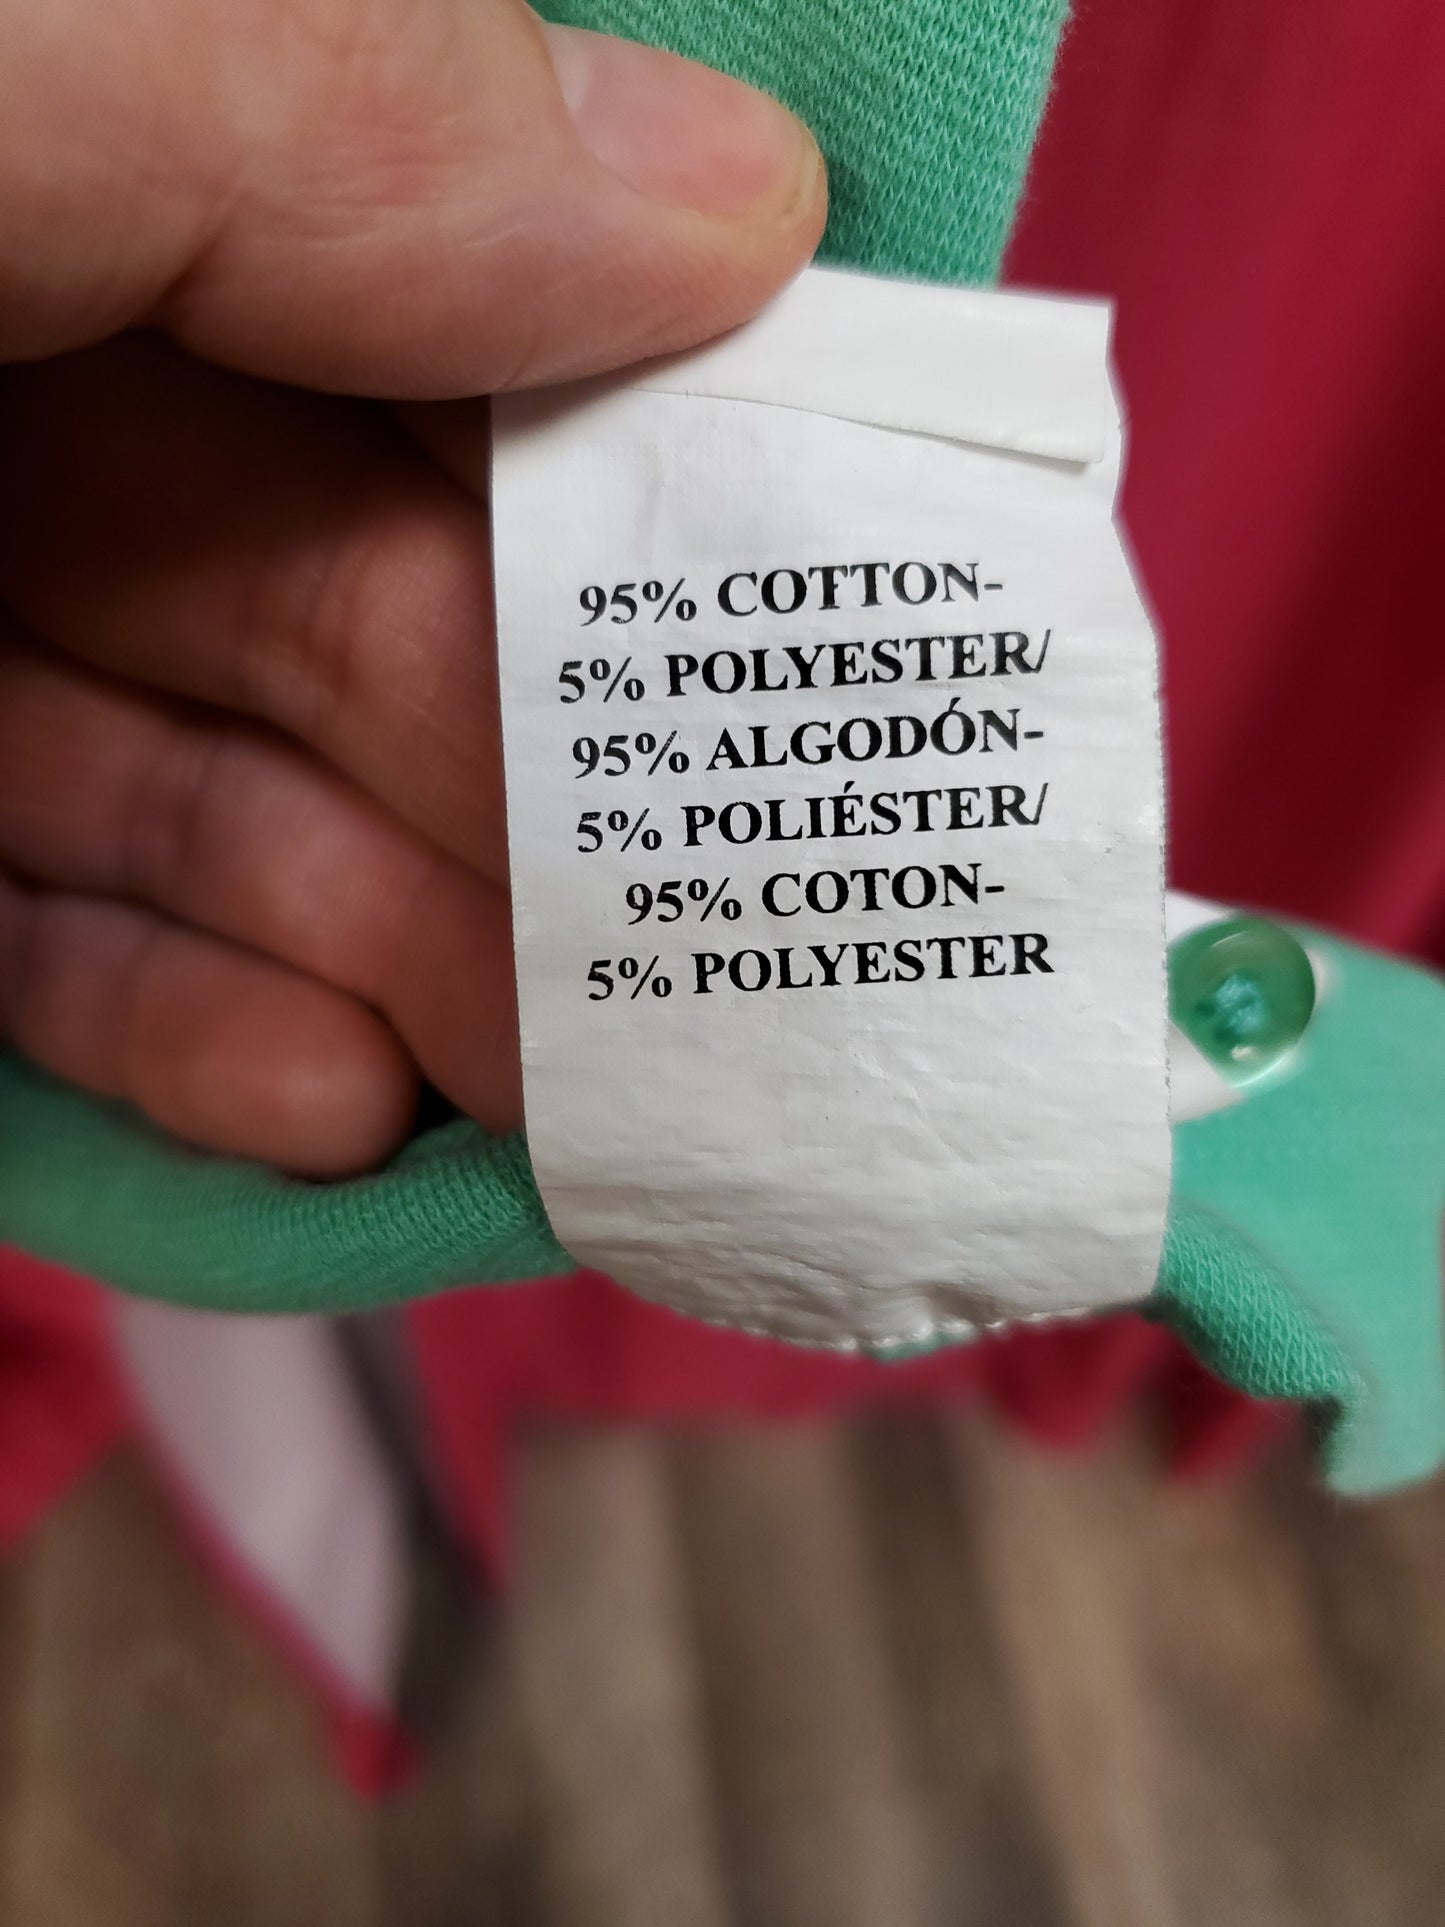 95% COTTON-
5% POLYESTER/
95% ALGODÓN-
5% POLIÉSTER/
95% COTON-
5% POLYESTER